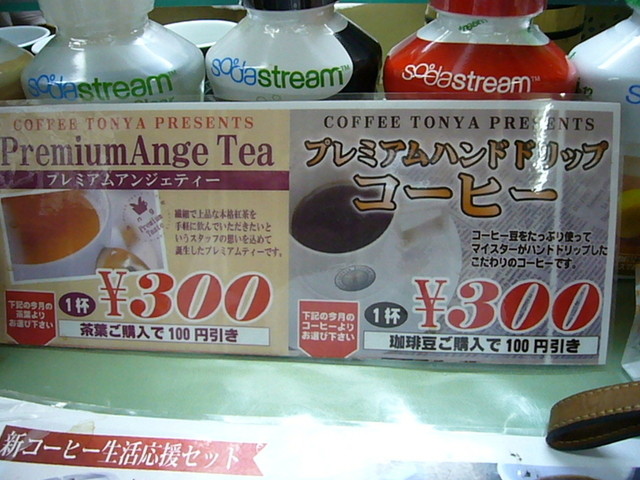 sodastream
sodastream
sodastream
COFFEE TONYA PRESENTS
PremiumAnge Tea
プレミアムアンジェティー
繊細で上品な本格紅茶を
手軽に飲んでいただきたいと
いうスタッフの想いを込めて
誕生したプレミアムティーです。
下記の今月の
茶葉より
お選び下さい
1杯 ¥300
茶葉ご購入で100円引き
COFFEE TONYA PRESENTS
プレミアムハンドドリップ
コーヒー
コーヒー豆をたっぷり使って
マイスターがハンドドリップした
こだわりのコーヒーです。
下記の今月の
コーヒーより
お選び下さい
1杯 ¥300
珈琲豆ご購入で100円引き
新コーヒー生活応援セット